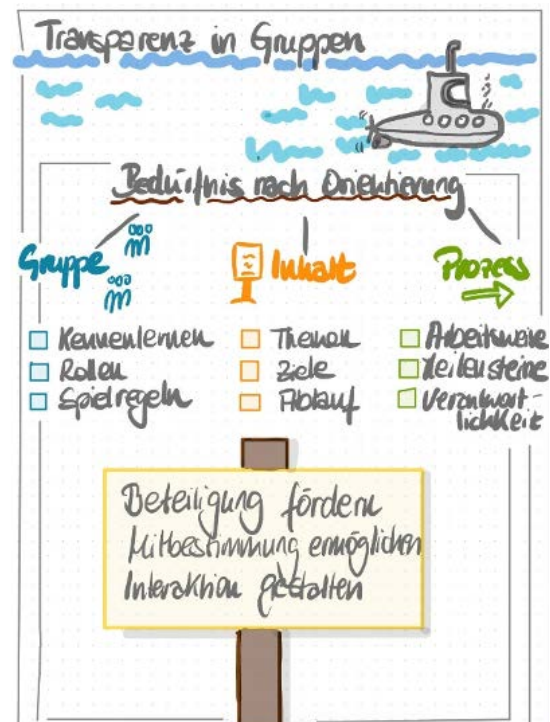 Transparenz in Gruppen
Bedürfnis nach Orientierung
Gruppe
Kennenlernen
Rollen
Spielregeln
Inhalt
Themen
Ziele
Ablauf
Prozess
Arbeitsweise
Meilensteine
Verantwort-
lichkeit
Beteiligung fördern
Mitbestimmung ermöglichen
Interaktion gestalten